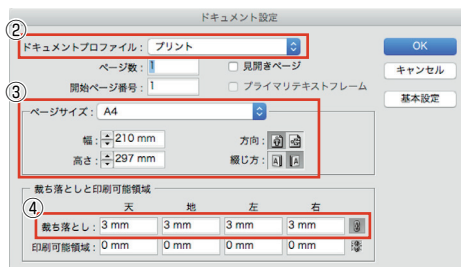 ドキュメント設定
②
ドキュメントプロファイル： プリント
OK
ページ数： 1
見開きページ
キャンセル
開始ページ番号： 1
プライマリテキストフレーム
基本設定
③
ページサイズ： A4
幅： 210 mm
方向：
高さ： 297 mm
綴じ方：
裁ち落としと印刷可能領域
④
天 地 左 右
裁ち落とし： 3 mm 3 mm 3 mm 3 mm
印刷可能領域： 0 mm 0 mm 0 mm 0 mm